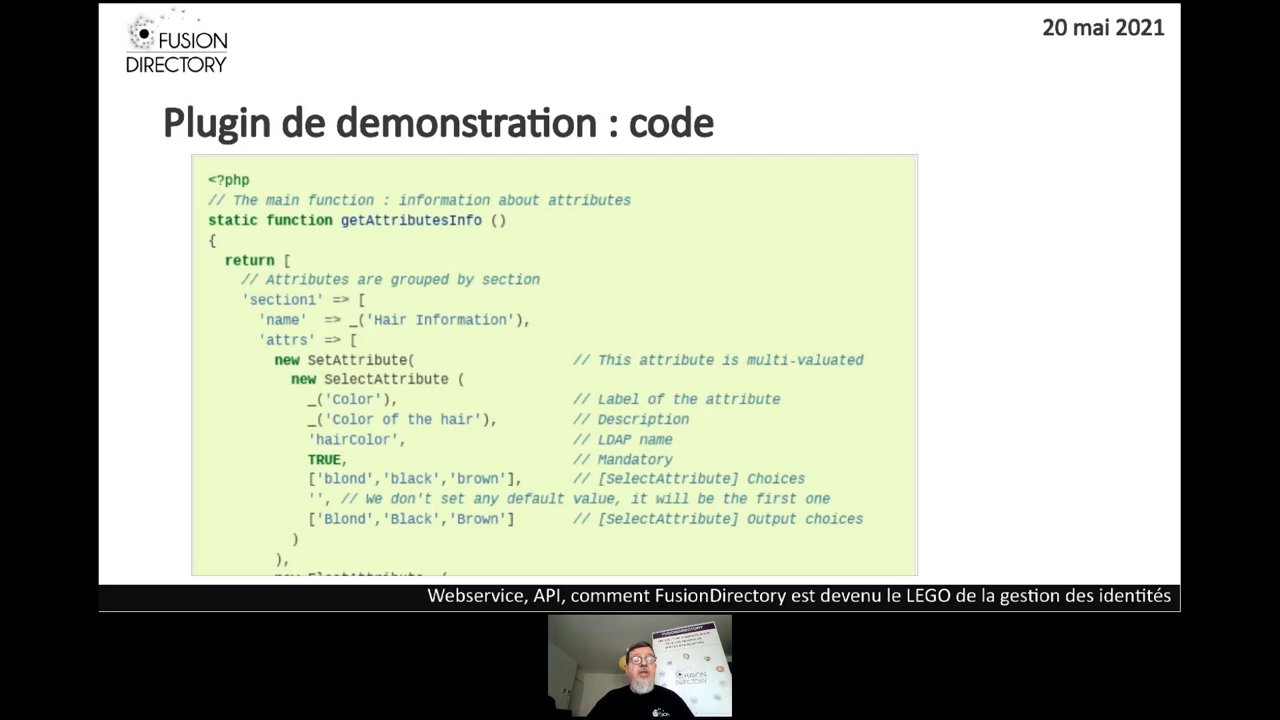 FUSION
DIRECTORY
20 mai 2021
Plugin de demonstration : code
<?php
// The main function : information about attributes
static function getAttributesInfo ()
{
  return [
    // Attributes are grouped by section
    'section1' => [
      'name'  => _('Hair Information'),
      'attrs' => [
        new SetAttribute(                   // This attribute is multi-valuated
          new SelectAttribute (
            _('Color'),                     // Label of the attribute
            _('Color of the hair'),         // Description
            'hairColor',                    // LDAP name
            TRUE,                           // Mandatory
            ['blond','black','brown'],      // [SelectAttribute] Choices
            '', // We don't set any default value, it will be the first one
            ['Blond','Black','Brown']       // [SelectAttribute] Output choices
          )
        ),
Webservice, API, comment FusionDirectory est devenu le LEGO de la gestion des identités
FUSIONDIRECTORY
FUSION
DIRECTORY